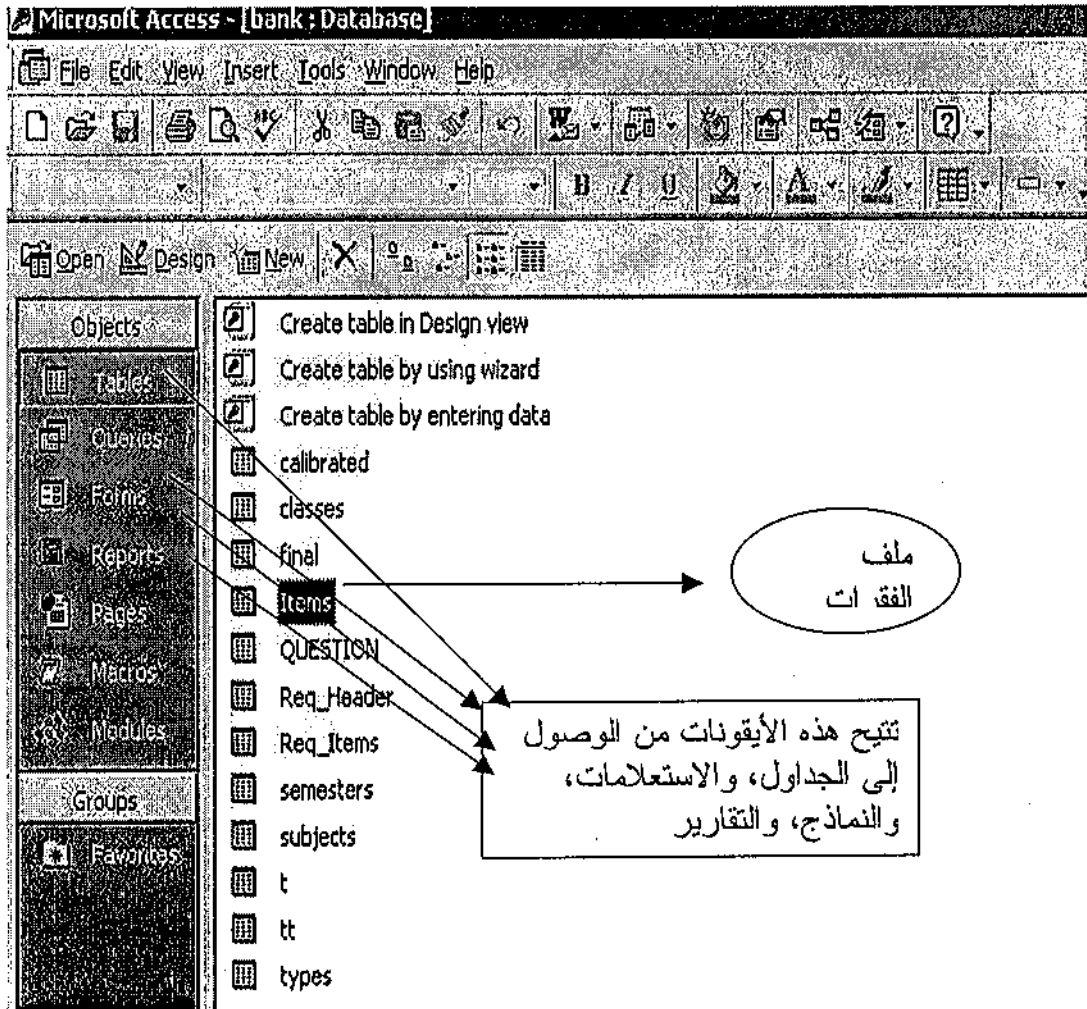 Microsoft Access - [bank : Database]
File Edit View Insert Tools Window Help
Open Design New
Objects
Tables
Queries
Forms
Reports
Pages
Macros
Modules
Groups
Favorites
Create table in Design view
Create table by using wizard
Create table by entering data
calibrated
classes
final
Items
QUESTION
Req_Header
Req_Items
semesters
subjects
t
tt
types
ملف
الفقرات
تتيح هذه الأيقونات من الوصول
إلى الجداول، والاستعلامات،
والنماذج، والتقارير